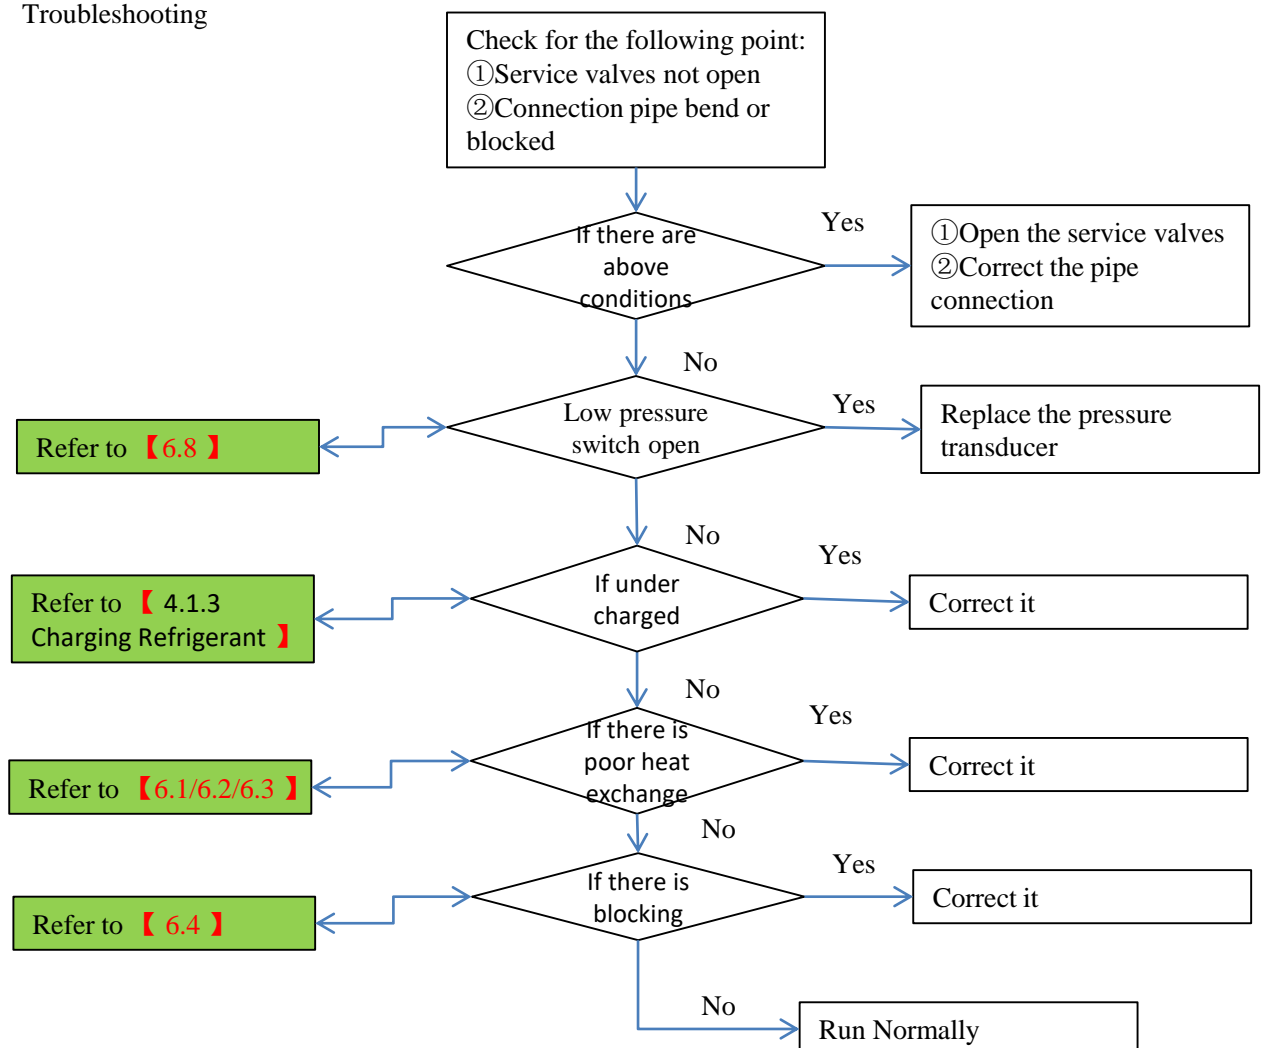 Troubleshooting
Check for the following point:
①Service valves not open
②Connection pipe bend or
blocked
If there are
above
conditions
Yes
①Open the service valves
②Correct the pipe
connection
No
Low pressure
switch open
Yes
Replace the pressure
transducer
Refer to 【6.8 】
No
If under
charged
Yes
Correct it
Refer to 【 4.1.3
Charging Refrigerant 】
No
If there is
poor heat
exchange
Yes
Correct it
Refer to 【6.1/6.2/6.3 】
No
If there is
blocking
Yes
Correct it
Refer to 【 6.4 】
No
Run Normally